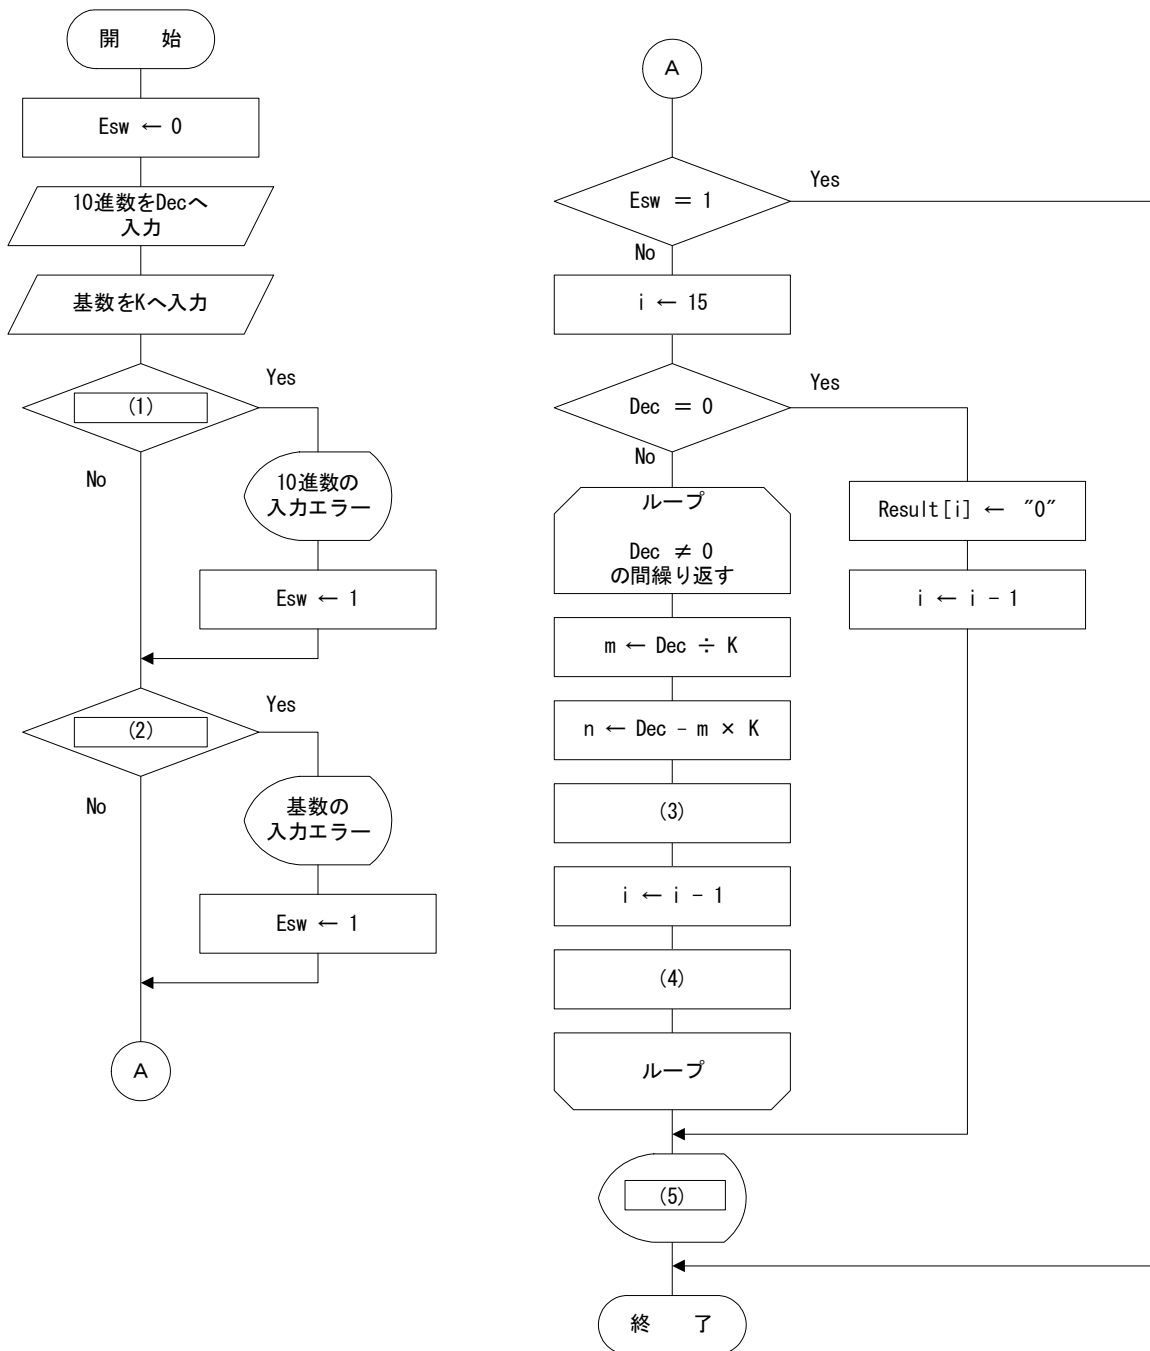 開 始
Esw ← 0
10進数をDecへ
入力
基数をKへ入力
(1)
Yes
No
10進数の
入力エラー
Esw ← 1
(2)
Yes
No
基数の
入力エラー
Esw ← 1
A
A
Esw = 1
Yes
No
i ← 15
Dec = 0
Yes
No
ループ
Dec ≠ 0
の間繰り返す
m ← Dec ÷ K
n ← Dec - m × K
(3)
i ← i - 1
(4)
ループ
Result[i] ← "0"
i ← i - 1
(5)
終 了